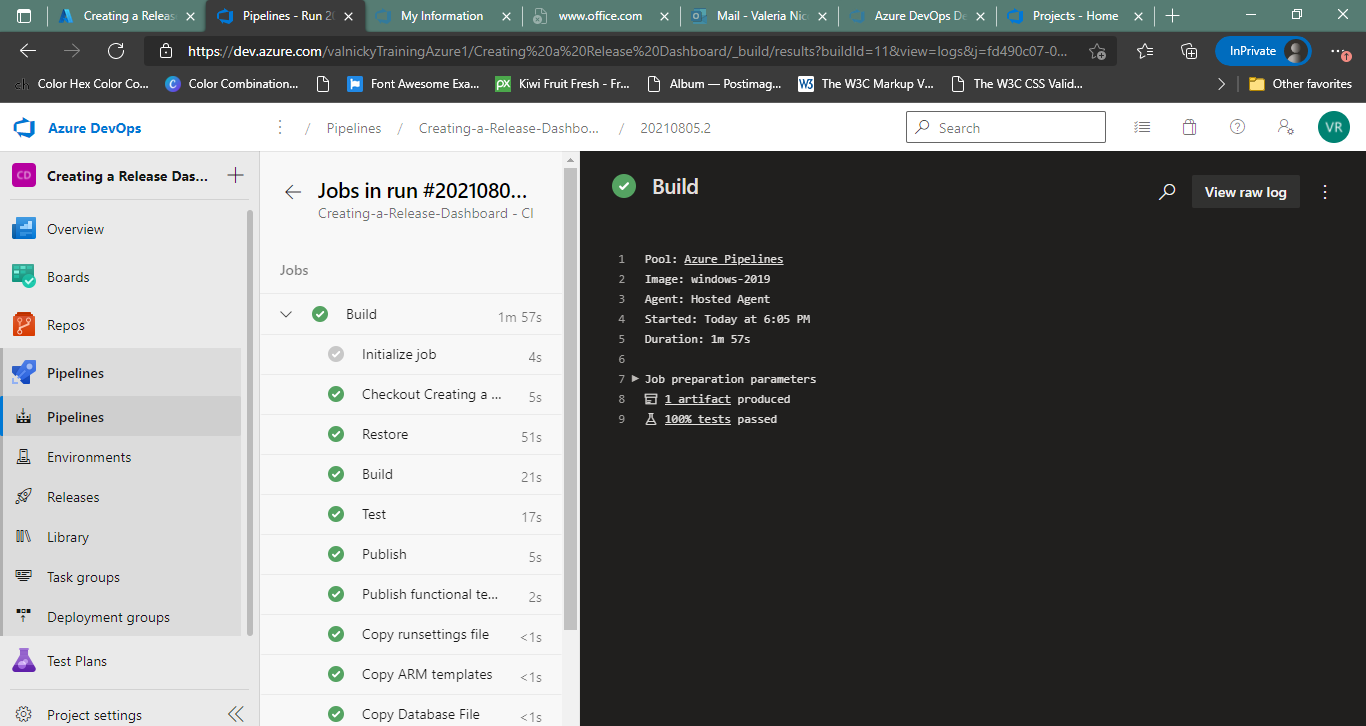 Creating a Releas
Pipelines - Run 20
My Information
www.office.com
Mail - Valeria Nic
Azure DevOps De
Projects - Home
https://dev.azure.com/valnickyTrainingAzure1/Creating%20a%20Release%20Dashboard/_build/results?buildId=11&view=logs&j=fd490c07-0...
InPrivate
Color Hex Color Co...
Color Combination...
Font Awesome Exa...
Kiwi Fruit Fresh - Fr...
Album — Postimag...
The W3C Markup V...
The W3C CSS Valid...
Other favorites
Azure DevOps
/ Pipelines / Creating-a-Release-Dashbo... / 20210805.2
Search
VR
CD Creating a Release Das...
Overview
Boards
Repos
Pipelines
Pipelines
Environments
Releases
Library
Task groups
Deployment groups
Test Plans
Project settings
Jobs in run #2021080...
Creating-a-Release-Dashboard - CI
Jobs
Build 1m 57s
Initialize job 4s
Checkout Creating a ... 5s
Restore 51s
Build 21s
Test 17s
Publish 5s
Publish functional te... 2s
Copy runsettings file <1s
Copy ARM templates <1s
Copy Database File <1s
Build
View raw log
1 Pool: Azure Pipelines
2 Image: windows-2019
3 Agent: Hosted Agent
4 Started: Today at 6:05 PM
5 Duration: 1m 57s
6
7 Job preparation parameters
8 1 artifact produced
9 100% tests passed